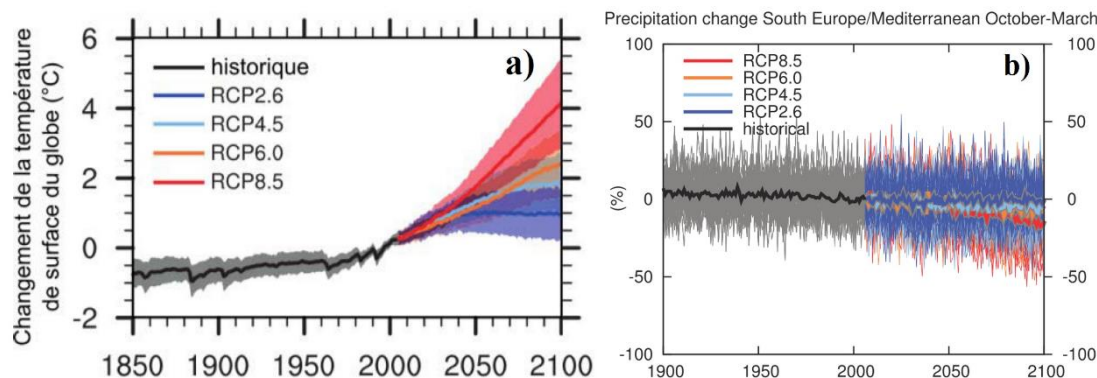 Changement de la température
de surface du globe (°C)
6
4
2
0
-2
a)
historique
RCP2.6
RCP4.5
RCP6.0
RCP8.5
1850
1900
1950
2000
2050
2100
Precipitation change South Europe/Mediterranean October-March
(%)
100
50
0
-50
-100
b)
RCP8.5
RCP6.0
RCP4.5
RCP2.6
historical
100
50
0
-50
-100
1900
1950
2000
2050
2100